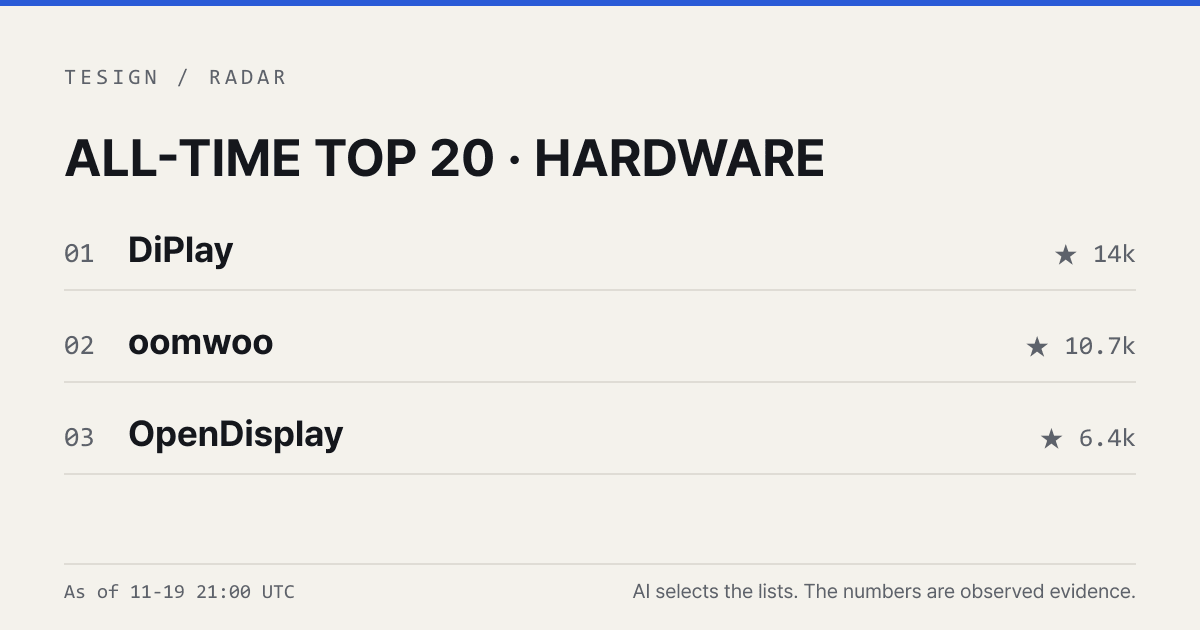 TESIGN / RADAR
ALL-TIME TOP 20 · HARDWARE
01 DiPlay ★ 14k
02 oomwoo ★ 10.7k
03 OpenDisplay ★ 6.4k
As of 11-19 21:00 UTC
AI selects the lists. The numbers are observed evidence.